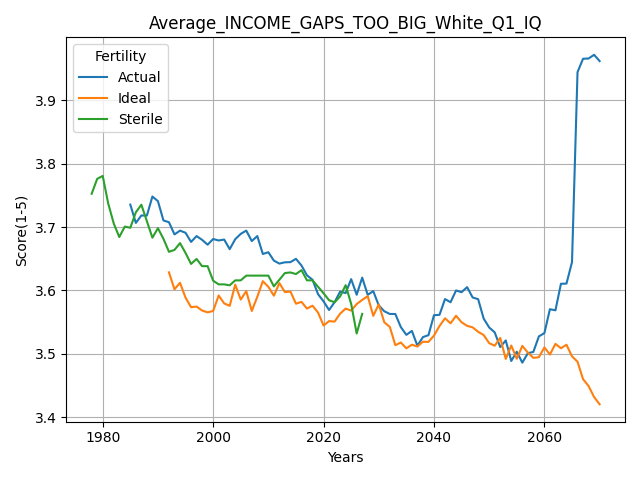 Average_INCOME_GAPS_TOO_BIG_White_Q1_IQ
Fertility
Actual
Ideal
Sterile
Score(1-5)
3.9
3.8
3.7
3.6
3.5
3.4
1980 2000 2020 2040 2060
Years